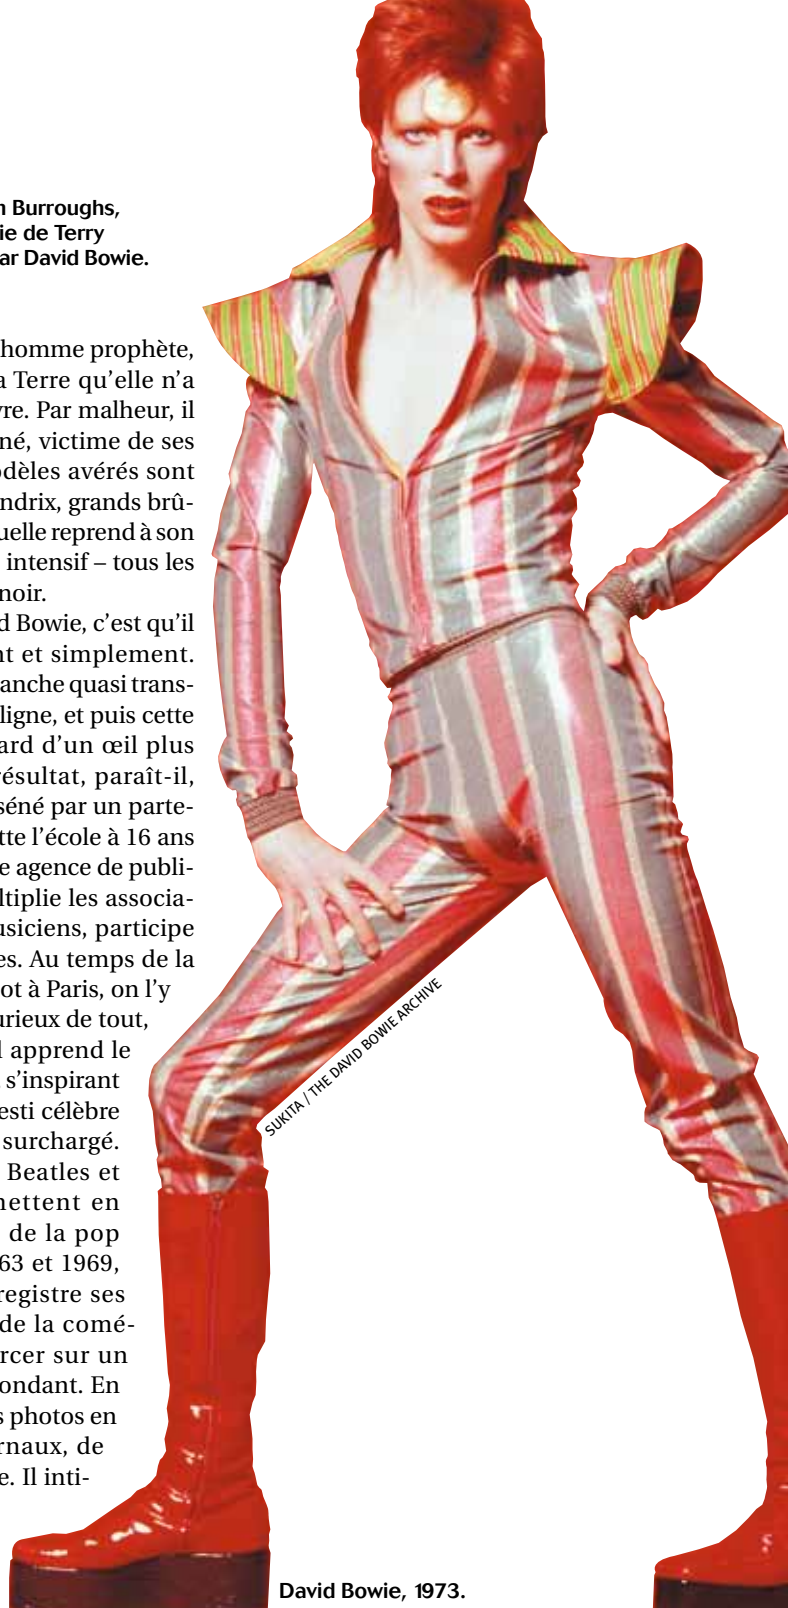 n Burroughs,
ie de Terry
ar David Bowie.
homme prophète,
a Terre qu'elle n'a
vre. Par malheur, il
né, victime de ses
odèles avérés sont
ndrix, grands brû-
uelle reprend à son
intensif – tous les
noir.
d Bowie, c'est qu'il
nt et simplement.
anche quasi trans-
ligne, et puis cette
ard d'un œil plus
résultat, paraît-il,
séné par un parte-
tte l'école à 16 ans
e agence de publi-
ltiplie les associa-
usiciens, participe
es. Au temps de la
ot à Paris, on l'y
urieux de tout,
l apprend le
s'inspirant
esti célèbre
surchargé.
Beatles et
mettent en
de la pop
63 et 1969,
registre ses
de la comé-
rcer sur un
ondant. En
s photos en
rnaux, de
e. Il inti-
SUKITA / THE DAVID BOWIE ARCHIVE
David Bowie, 1973.